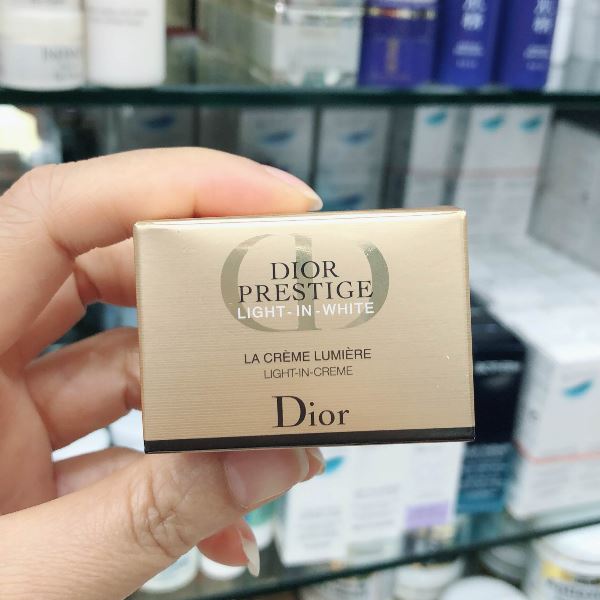 DIOR
PRESTIGE
LIGHT-IN-WHITE
LA CRÈME LUMIÈRE
LIGHT-IN-CREME
Dior